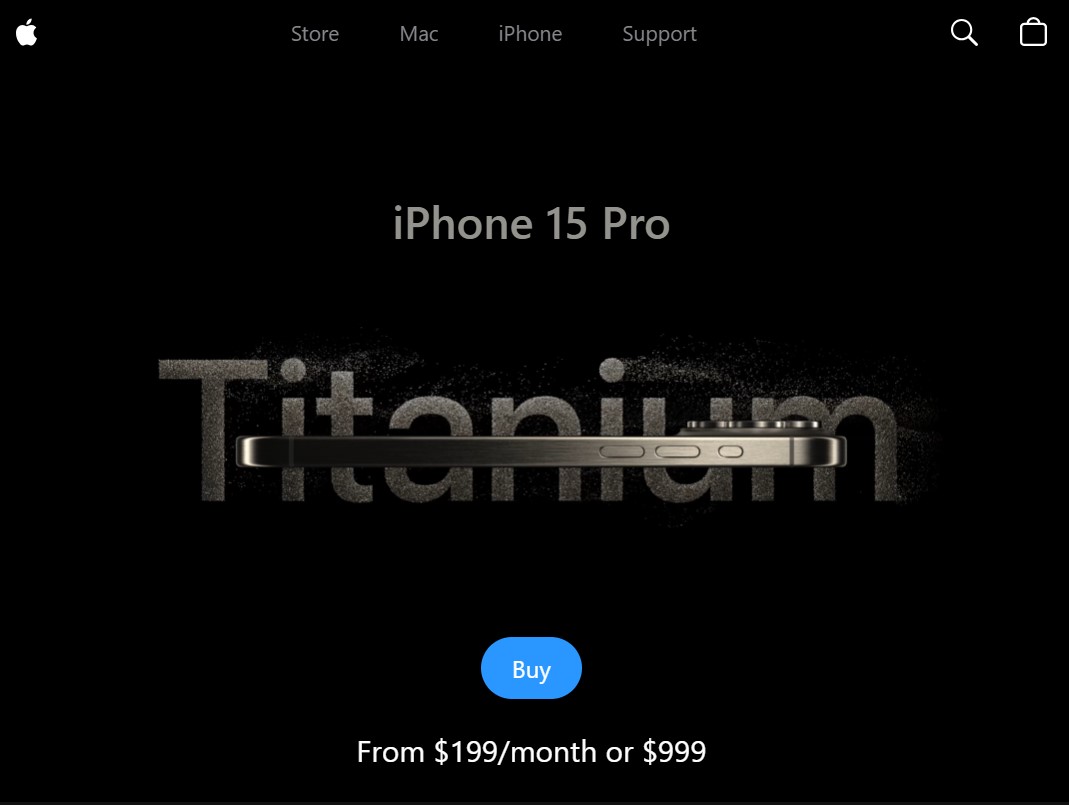 Store Mac iPhone Support
iPhone 15 Pro
Titanium
Buy
From $199/month or $999